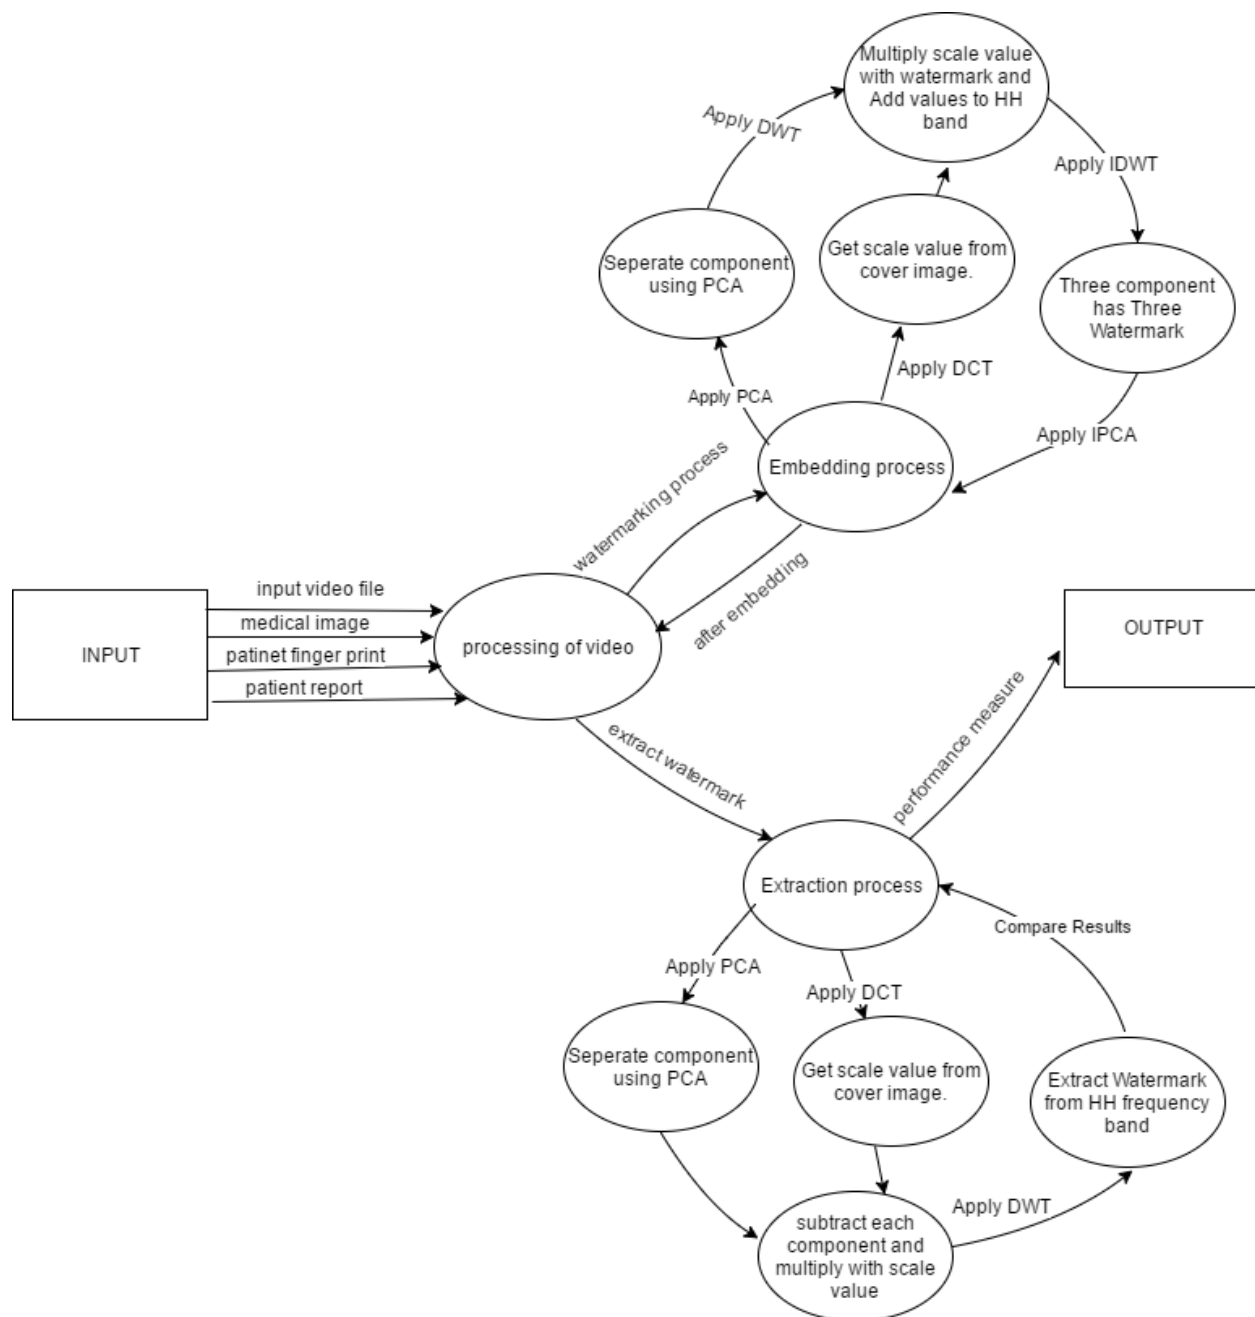 Multiply scale value
with watermark and
Add values to HH
band
Apply DWT
Apply IDWT
Seperate component
using PCA
Get scale value from
cover image.
Three component
has Three
Watermark
Apply PCA
Apply DCT
Apply IPCA
Embedding process
watermarking process
after embedding
INPUT
input video file
medical image
patinet finger print
patient report
processing of video
OUTPUT
extract watermark
performance measure
Extraction process
Compare Results
Apply PCA
Apply DCT
Seperate component
using PCA
Get scale value from
cover image.
Extract Watermark
from HH frequency
band
Apply DWT
subtract each
component and
multiply with scale
value